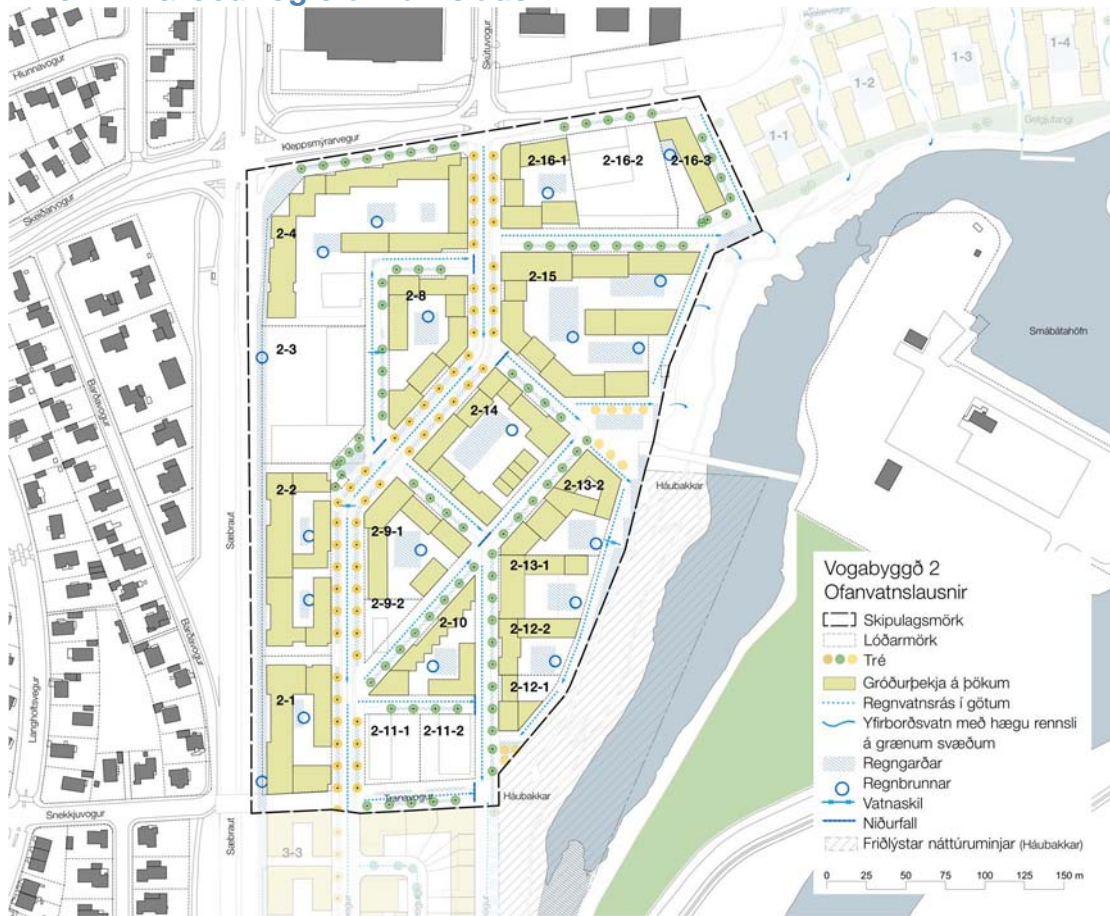 Kjalarvogur
Hlunnavogur
Skútuvogur
1-4
1-3
1-2
1-1
Gelgjutangi
Kleppsmýrarvegur
Skeiðarvogur
2-16-1
2-16-2
2-16-3
2-4
2-15
2-8
2-3
Smábátahöfn
Barðavogur
2-14
Háubakkar
2-13-2
2-2
2-9-1
Sæbraut
2-13-1
2-9-2
2-10
2-12-2
2-12-1
Langholtsvegur
Barðavogur
2-1
2-11-1
2-11-2
Tranavogur
Háubakkar
Snekkjuvogur
Sæbraut
3-3
Vogabyggð 2
Ofanvatnslausnir
Skipulagsmörk
Lóðarmörk
Tré
Gróðurþekja á þökum
Regnvatnsrás í götum
Yfirborðsvatn með hægu rennsli
á grænum svæðum
Regngarðar
Regnbrunnar
Vatnaskil
Niðurfall
Friðlýstar náttúruminjar (Háubakkar)
0 25 50 75 100 150 m